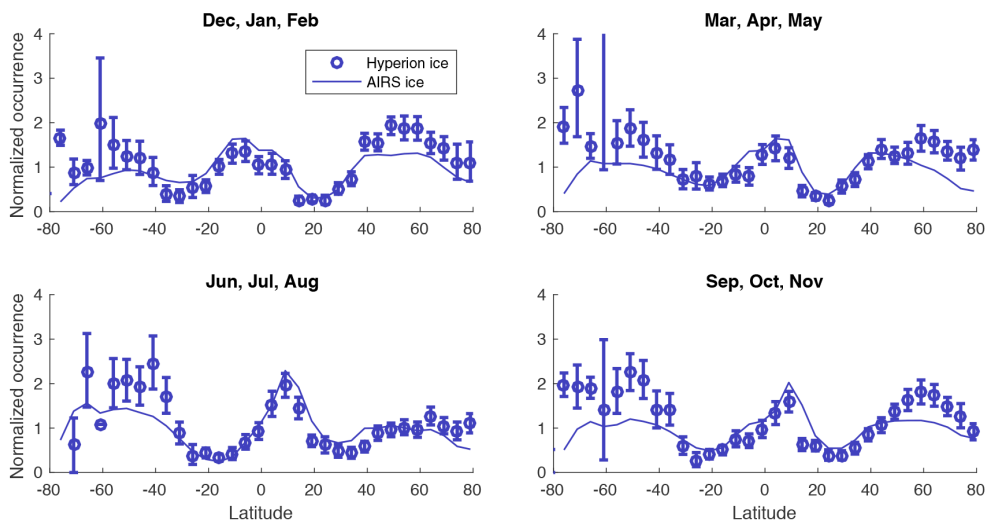 Dec, Jan, Feb
Normalized occurrence
4
3
2
1
0
Hyperion ice
AIRS ice
-80 -60 -40 -20 0 20 40 60 80
Mar, Apr, May
4
3
2
1
0
-80 -60 -40 -20 0 20 40 60 80
Jun, Jul, Aug
Normalized occurrence
4
3
2
1
0
-80 -60 -40 -20 0 20 40 60 80
Latitude
Sep, Oct, Nov
4
3
2
1
0
-80 -60 -40 -20 0 20 40 60 80
Latitude